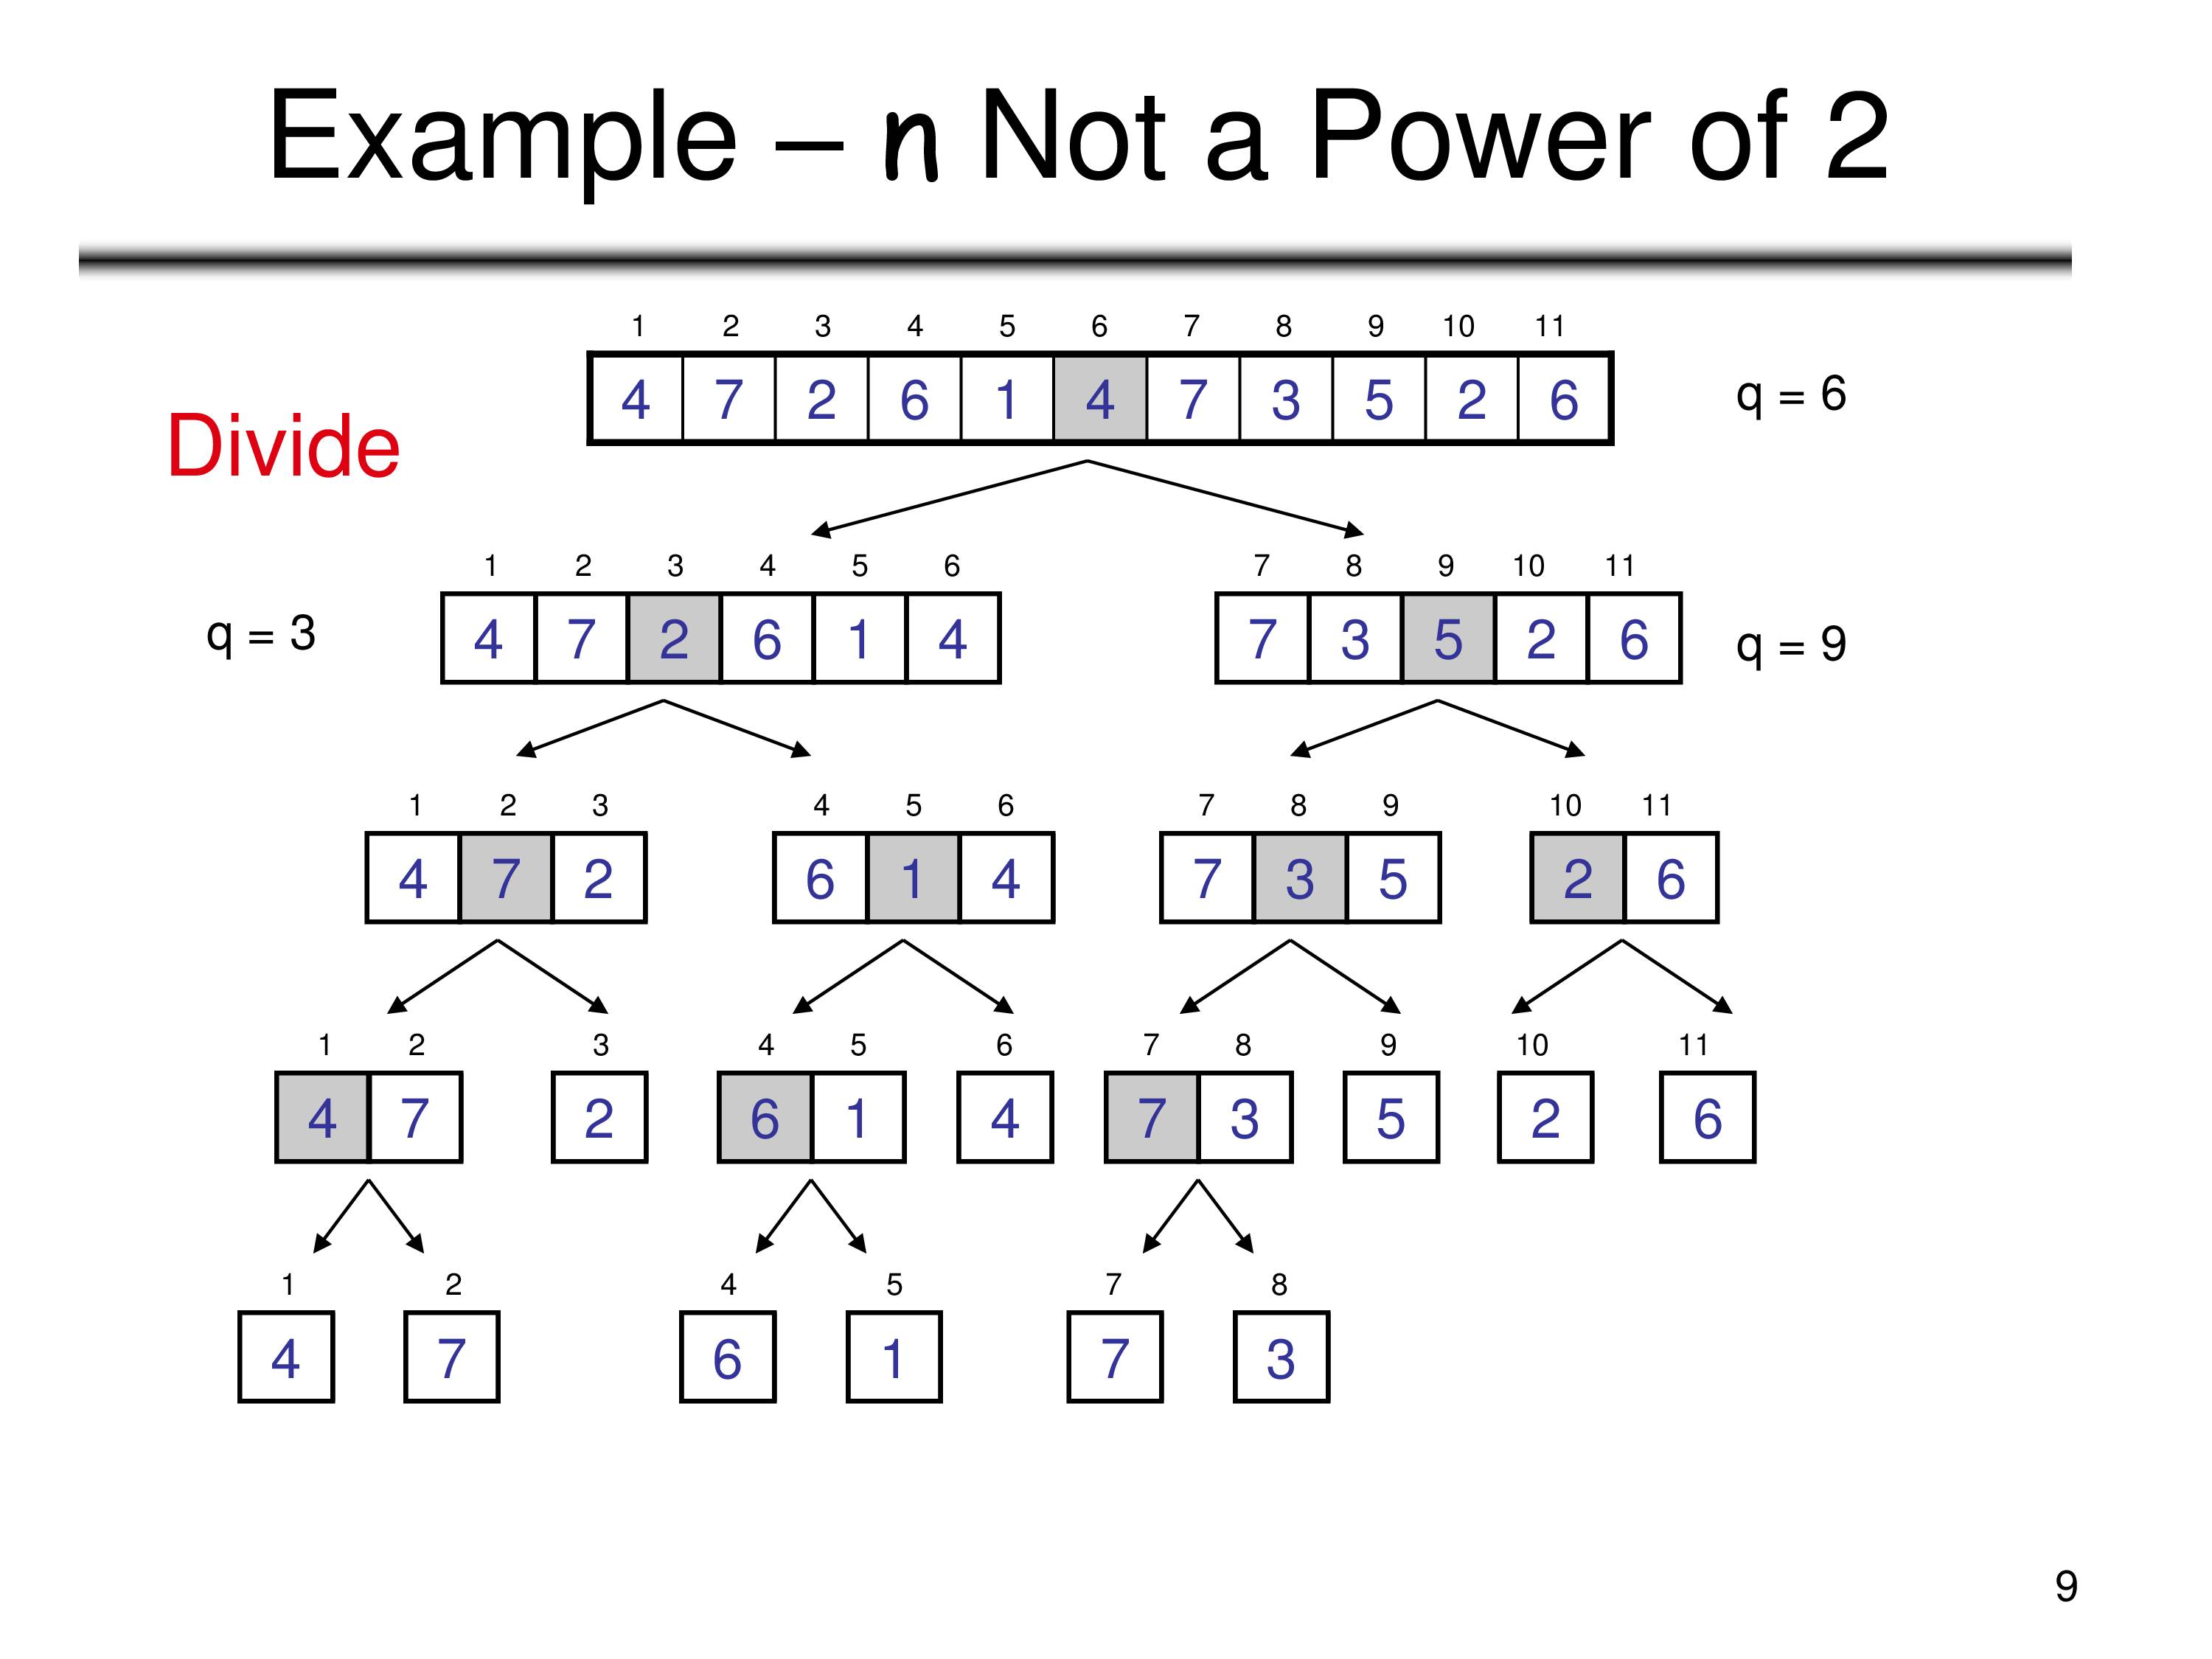 Example – n Not a Power of 2
1 2 3 4 5 6 7 8 9 10 11
4 7 2 6 1 4 7 3 5 2 6
q = 6
Divide
1 2 3 4 5 6 7 8 9 10 11
q = 3
4 7 2 6 1 4 7 3 5 2 6
q = 9
1 2 3 4 5 6 7 8 9 10 11
4 7 2 6 1 4 7 3 5 2 6
1 2 3 4 5 6 7 8 9 10 11
4 7 2 6 1 4 7 3 5 2 6
1 2 4 5 7 8
4 7 6 1 7 3
9